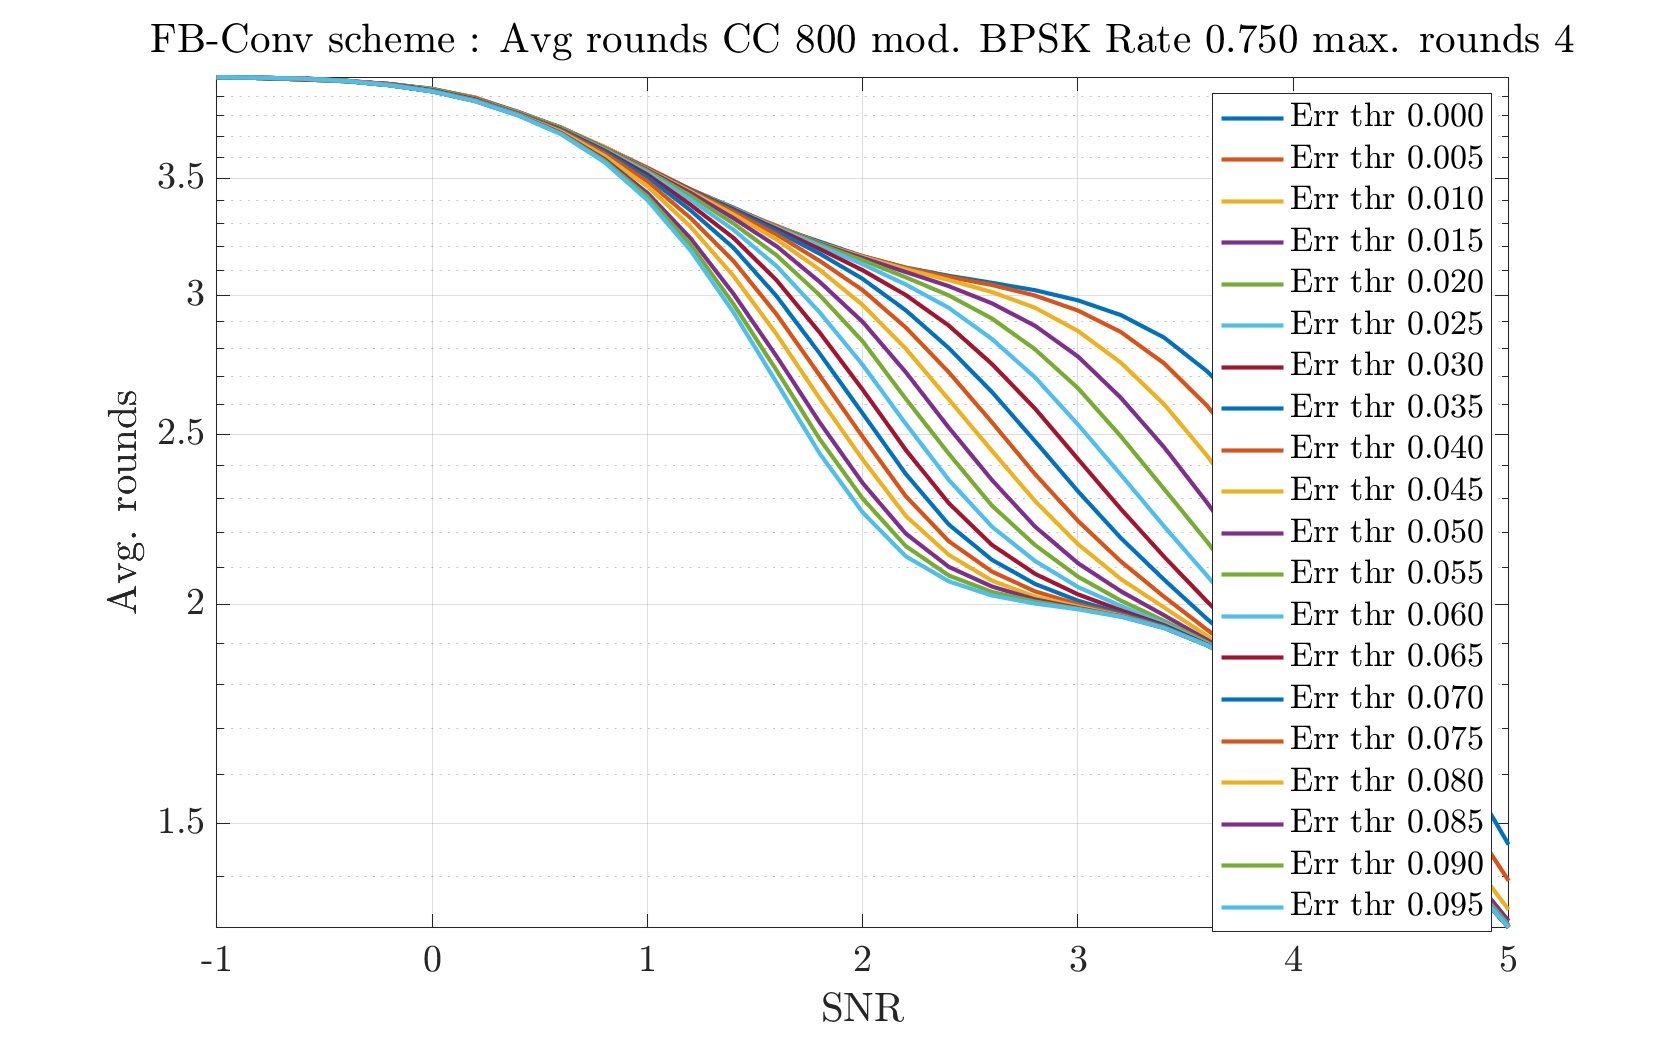 FB-Conv scheme : Avg rounds CC 800 mod. BPSK Rate 0.750 max. rounds 4
Avg. rounds
3.5
3
2.5
2
1.5
-1 0 1 2 3 4 5
SNR
Err thr 0.000
Err thr 0.005
Err thr 0.010
Err thr 0.015
Err thr 0.020
Err thr 0.025
Err thr 0.030
Err thr 0.035
Err thr 0.040
Err thr 0.045
Err thr 0.050
Err thr 0.055
Err thr 0.060
Err thr 0.065
Err thr 0.070
Err thr 0.075
Err thr 0.080
Err thr 0.085
Err thr 0.090
Err thr 0.095